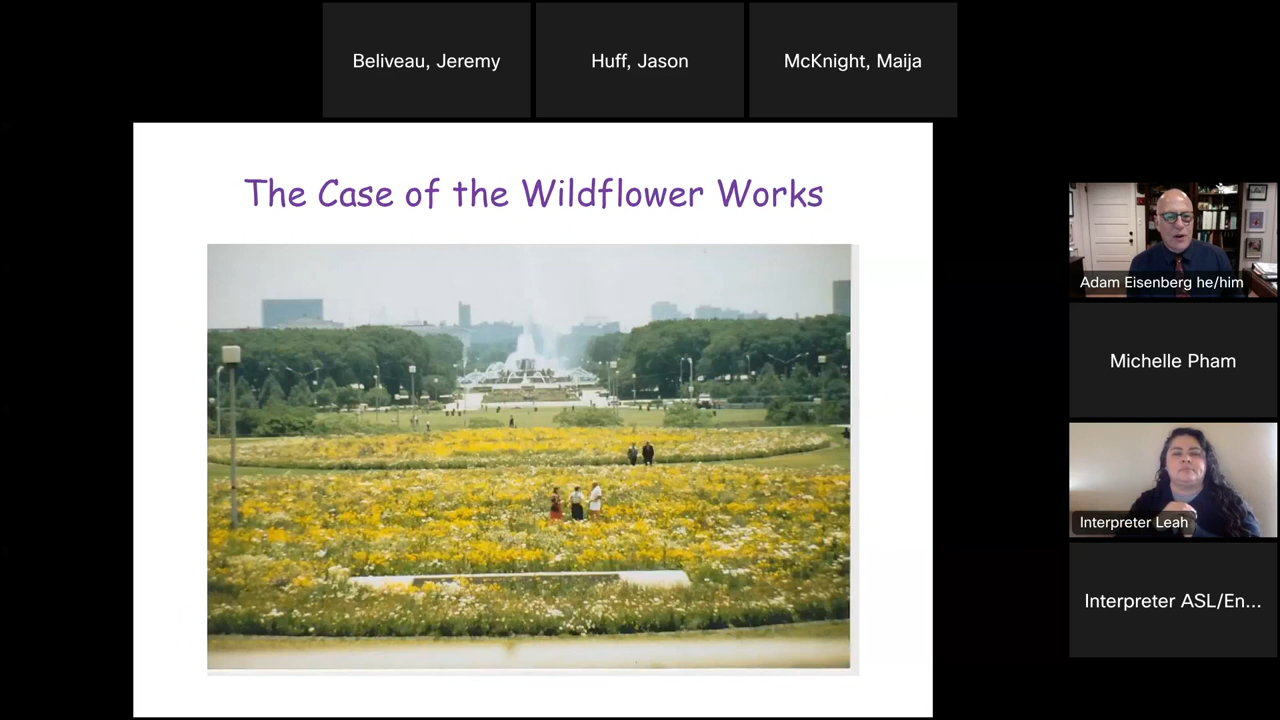 Beliveau, Jeremy
Huff, Jason
McKnight, Maija
The Case of the Wildflower Works
Adam Eisenberg he/him
Michelle Pham
Interpreter Leah
Interpreter ASL/En...